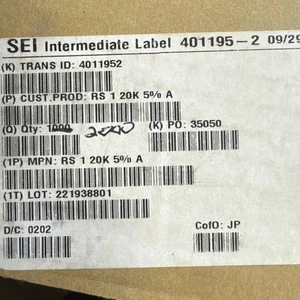 SEI Intermediate Label 401195-2 09/29
(K) TRANS ID: 4011952
(P) CUST.PROD: RS 1 20K 5% A
(Q) Qty: 1000 2000 (K) PO: 35050
(1P) MPN: RS 1 20K 5% A
(1T) LOT: 221938801
D/C: 0202 CofO: JP